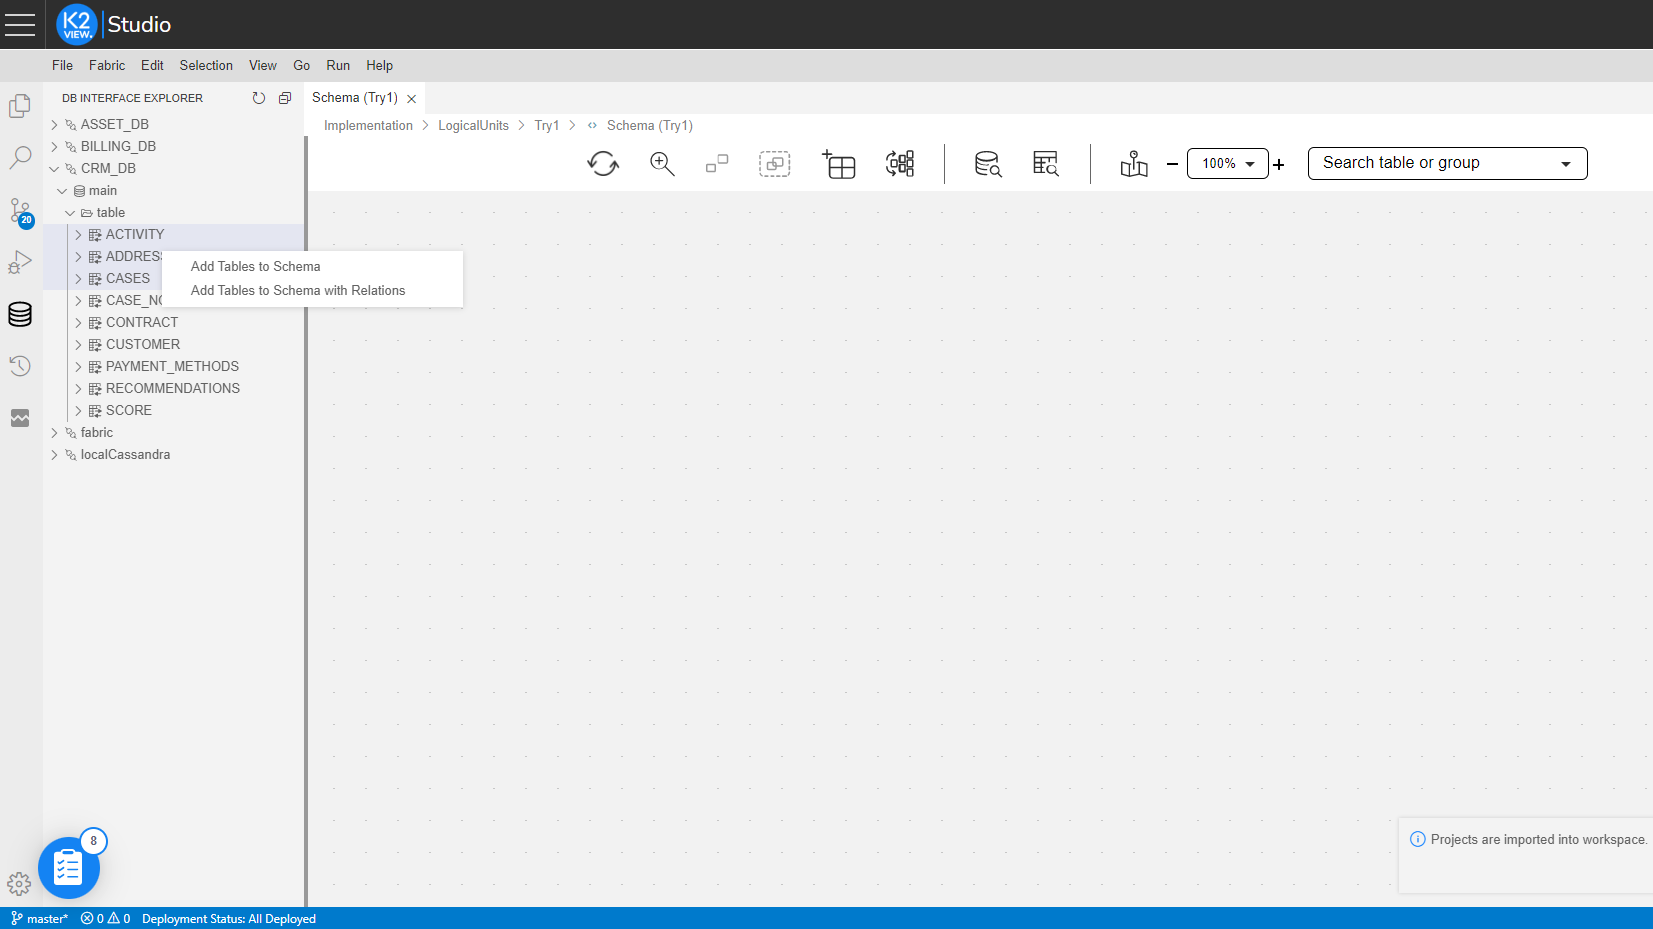 K2 VIEW. Studio
File Fabric Edit Selection View Go Run Help
DB INTERFACE EXPLORER
Schema (Try1)
Implementation LogicalUnits Try1 Schema (Try1)
100%
Search table or group
ASSET_DB
BILLING_DB
CRM_DB
main
table
ACTIVITY
ADDRES
CASES
CASE_NO
CONTRACT
CUSTOMER
PAYMENT_METHODS
RECOMMENDATIONS
SCORE
fabric
localCassandra
Add Tables to Schema
Add Tables to Schema with Relations
20
8
Projects are imported into workspace.
master* 0 0 Deployment Status: All Deployed